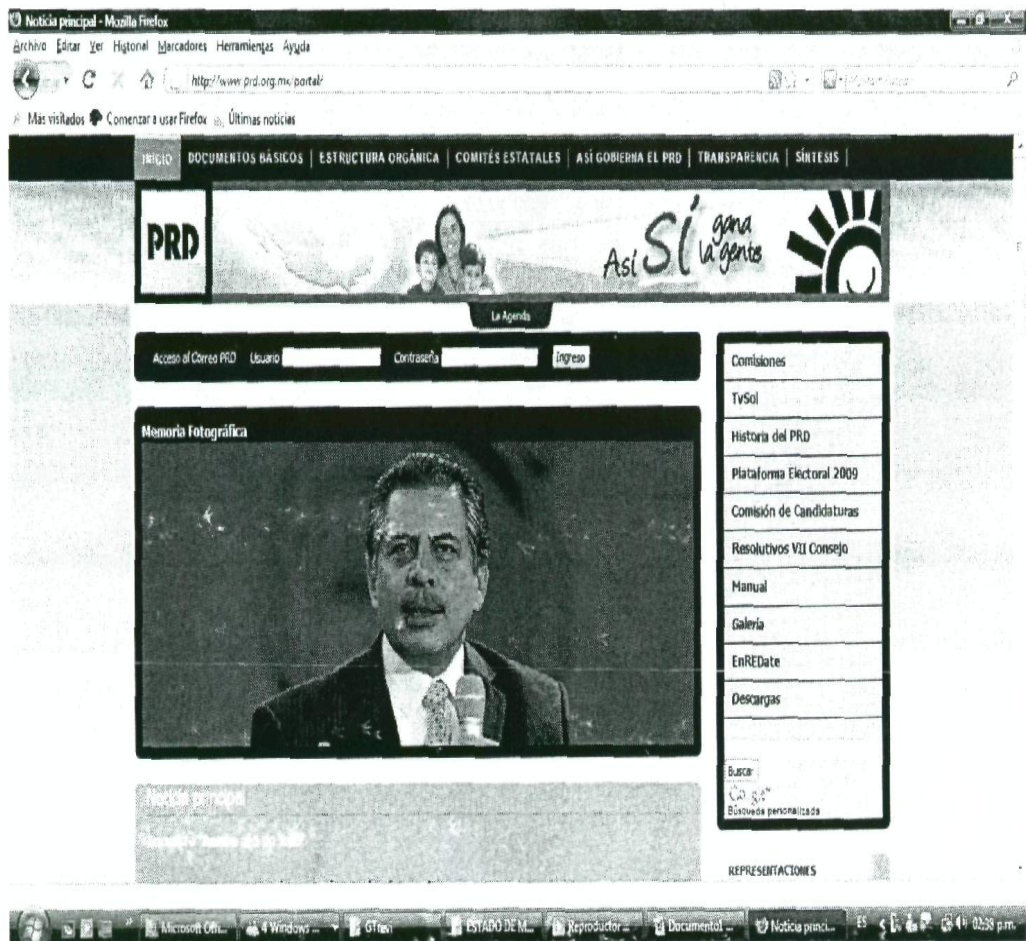 Noticia principal - Mozilla Firefox
Archivo Editar Ver Historial Marcadores Herramientas Ayuda
http://www.prd.org.mx/portal/
Más visitados Comenzar a usar Firefox Últimas noticias
INICIO DOCUMENTOS BÁSICOS | ESTRUCTURA ORGÁNICA | COMITÉS ESTATALES | ASÍ GOBIERNA EL PRD | TRANSPARENCIA | SÍNTESIS |
PRD
Así SÍ gana la gente
La Agenda
Acceso al Correo PRD Usuario Contraseña Ingreso
Memoria Fotográfica
Comisiones
TvSol
Historia del PRD
Plataforma Electoral 2009
Comisión de Candidaturas
Resolutivos VII Consejo
Manual
Galería
EnREDate
Descargas
Buscar
Búsqueda personalizada
Noticia principal
REPRESENTACIONES
Microsoft Offi... 4 Windows ... ESTADO DE M... Reproductor ... Documento1 ... Noticia princi... ES 02:38 p.m.